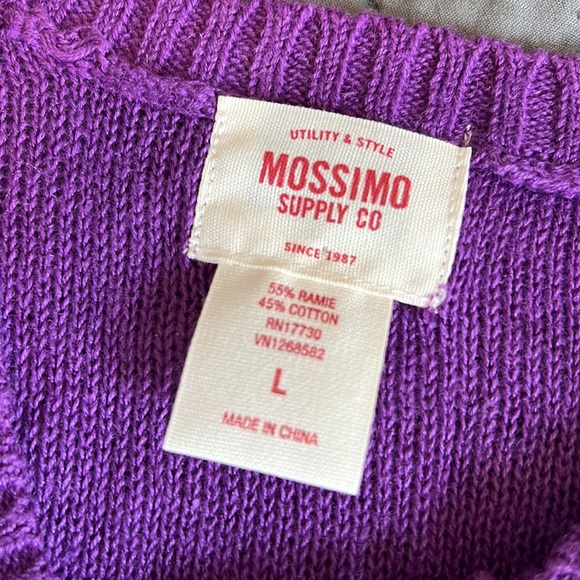 UTILITY & STYLE
MOSSIMO
SUPPLY CO
SINCE 1987
55% RAMIE
45% COTTON
RN17730
VN1268582
L
MADE IN CHINA